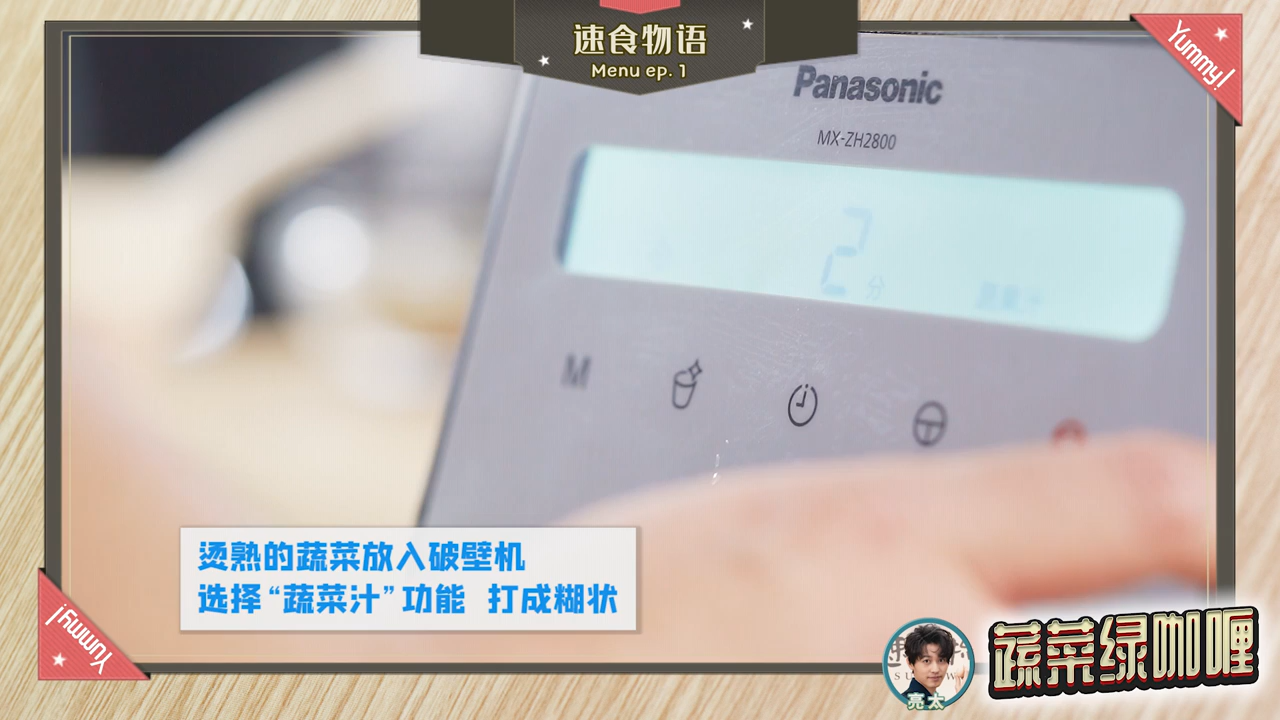 速食物语
Menu ep. 1
Yummy!
Panasonic
MX-ZH2800
2
分
M
烫熟的蔬菜放入破壁机
选择“蔬菜汁”功能 打成糊状
Yummy!
亮太
蔬菜绿咖喱